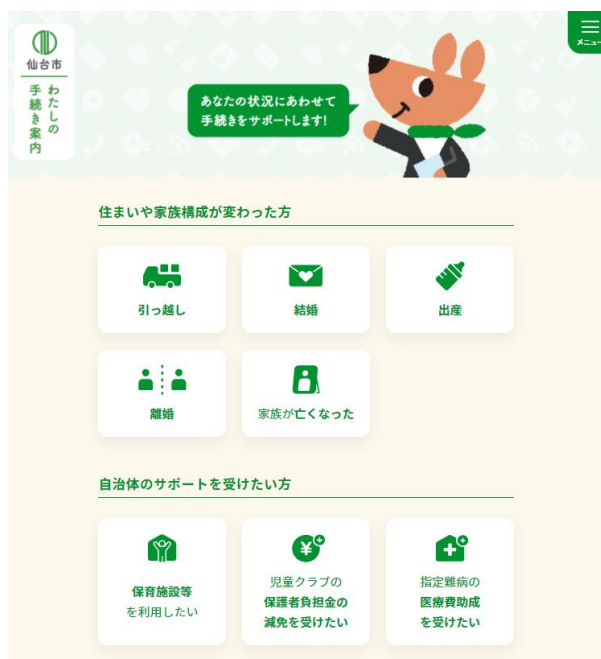 仙台市
わたしの
手続き案内
メニュー
あなたの状況にあわせて
手続きをサポートします!
住まいや家族構成が変わった方
引っ越し
結婚
出産
離婚
家族が亡くなった
自治体のサポートを受けたい方
保育施設等
を利用したい
児童クラブの
保護者負担金の
減免を受けたい
指定難病の
医療費助成
を受けたい